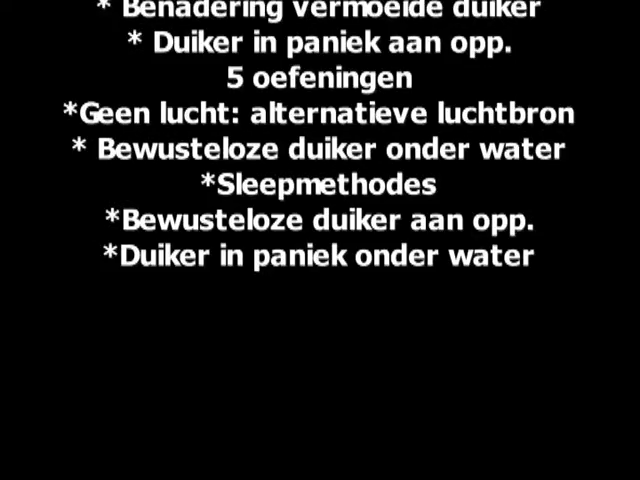 * Benadering vermoeide duiker
* Duiker in paniek aan opp.
5 oefeningen
*Geen lucht: alternatieve luchtbron
* Bewusteloze duiker onder water
*Sleepmethodes
*Bewusteloze duiker aan opp.
*Duiker in paniek onder water